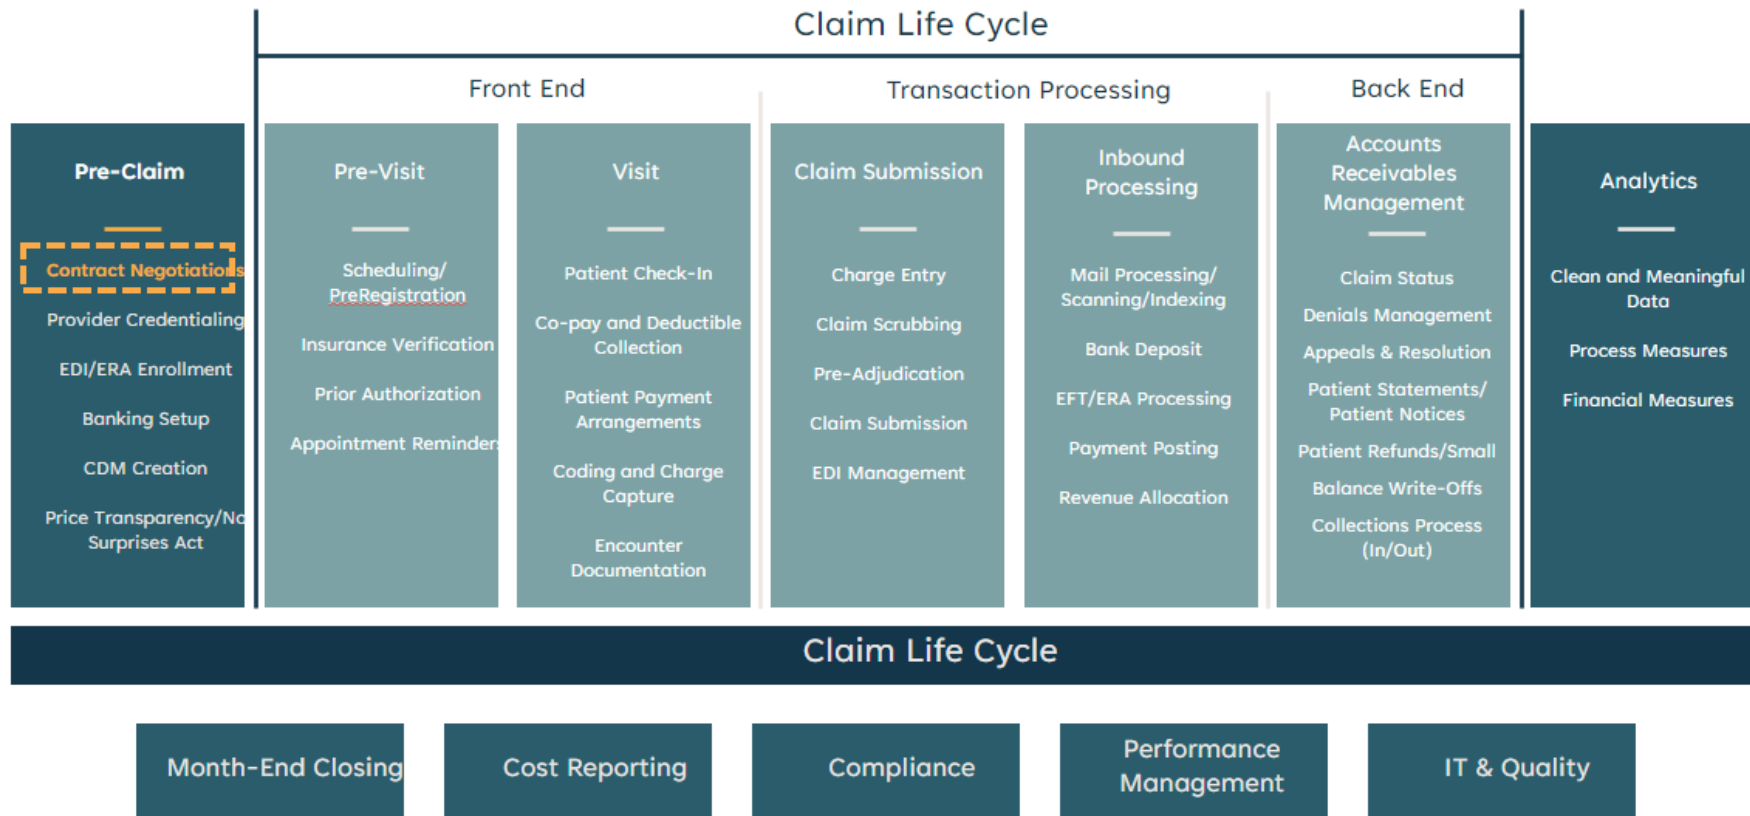 Claim Life Cycle
Front End
Transaction Processing
Back End
Pre-Claim
Contract Negotiations
Provider Credentialing
EDI/ERA Enrollment
Banking Setup
CDM Creation
Price Transparency/No
Surprises Act
Pre-Visit
Scheduling/
PreRegistration
Insurance Verification
Prior Authorization
Appointment Reminders
Visit
Patient Check-In
Co-pay and Deductible
Collection
Patient Payment
Arrangements
Coding and Charge
Capture
Encounter
Documentation
Claim Submission
Charge Entry
Claim Scrubbing
Pre-Adjudication
Claim Submission
EDI Management
Inbound
Processing
Mail Processing/
Scanning/Indexing
Bank Deposit
EFT/ERA Processing
Payment Posting
Revenue Allocation
Accounts
Receivables
Management
Claim Status
Denials Management
Appeals & Resolution
Patient Statements/
Patient Notices
Patient Refunds/Small
Balance Write-Offs
Collections Process
(In/Out)
Analytics
Clean and Meaningful
Data
Process Measures
Financial Measures
Claim Life Cycle
Month-End Closing
Cost Reporting
Compliance
Performance
Management
IT & Quality